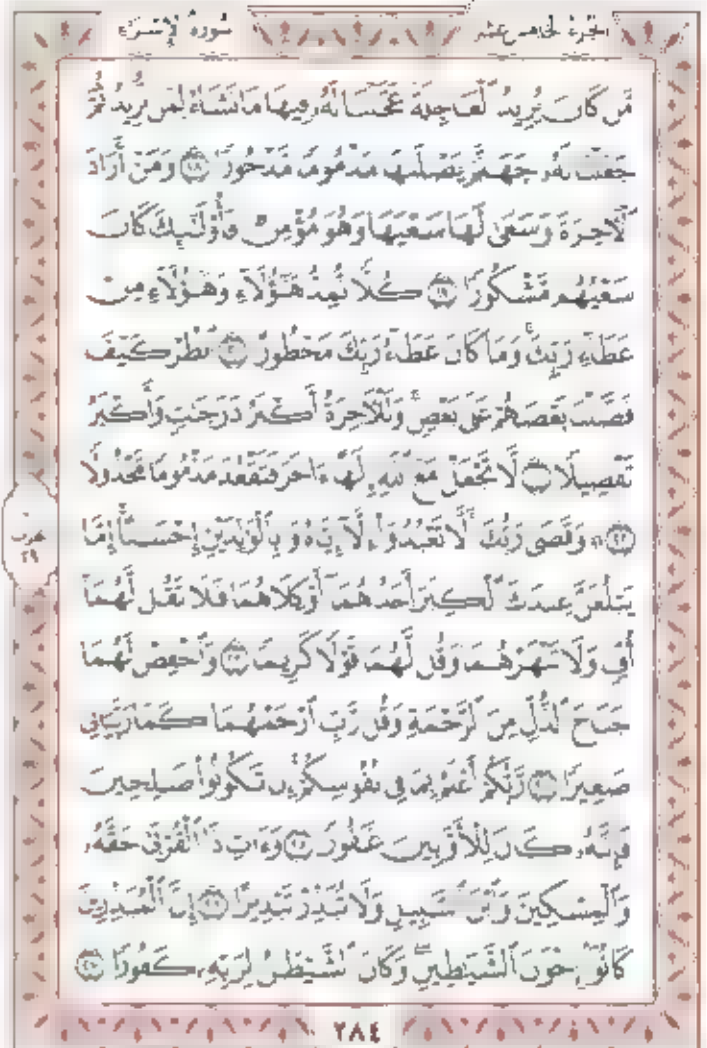 الجزء الخامس عشر
سورة الإسراء
مَّن كَانَ يُرِيدُ ٱلْعَاجِلَةَ عَجَّلْنَا لَهُۥ فِيهَا مَا نَشَآءُ لِمَن نُّرِيدُ ثُمَّ
جَعَلْنَا لَهُۥ جَهَنَّمَ يَصْلَىٰهَا مَذْمُومًا مَّدْحُورًا ١٨ وَمَنْ أَرَادَ
ٱلْأَخِرَةَ وَسَعَىٰ لَهَا سَعْيَهَا وَهُوَ مُؤْمِنٌ فَأُو۟لَـٰٓئِكَ كَانَ
سَعْيُهُم مَّشْكُورًا ١٩ كُلًّا نُّمِدُّ هَـٰٓؤُلَآءِ وَهَـٰٓؤُلَآءِ مِنْ
عَطَآءِ رَبِّكَ ۚ وَمَا كَانَ عَطَآءُ رَبِّكَ مَحْظُورًا ٢٠ ٱنظُرْ كَيْفَ
فَضَّلْنَا بَعْضَهُمْ عَلَىٰ بَعْضٍ ۚ وَلَلْأَخِرَةُ أَكْبَرُ دَرَجَـٰتٍ وَأَكْبَرُ
تَفْضِيلًا ٢١ لَّا تَجْعَلْ مَعَ ٱللَّهِ إِلَـٰهًا ءَاخَرَ فَتَقْعُدَ مَذْمُومًا مَّخْذُولًا
٢٢ ۞ وَقَضَىٰ رَبُّكَ أَلَّا تَعْبُدُوٓا۟ إِلَّآ إِيَّاهُ وَبِٱلْوَٰلِدَيْنِ إِحْسَـٰنًا ۚ إِمَّا
حزب
٢٩
يَبْلُغَنَّ عِندَكَ ٱلْكِبَرَ أَحَدُهُمَآ أَوْ كِلَاهُمَا فَلَا تَقُل لَّهُمَآ
أُفٍّ وَلَا تَنْهَرْهُمَا وَقُل لَّهُمَا قَوْلًا كَرِيمًا ٢٣ وَٱخْفِضْ لَهُمَا
جَنَاحَ ٱلذُّلِّ مِنَ ٱلرَّحْمَةِ وَقُل رَّبِّ ٱرْحَمْهُمَا كَمَا رَبَّيَانِى
صَغِيرًا ٢٤ رَّبُّكُمْ أَعْلَمُ بِمَا فِى نُفُوسِكُمْ ۚ إِن تَكُونُوا۟ صَـٰلِحِينَ
فَإِنَّهُۥ كَانَ لِلْأَوَّٰبِينَ غَفُورًا ٢٥ وَءَاتِ ذَا ٱلْقُرْبَىٰ حَقَّهُۥ
وَٱلْمِسْكِينَ وَٱبْنَ ٱلسَّبِيلِ وَلَا تُبَذِّرْ تَبْذِيرًا ٢٦ إِنَّ ٱلْمُبَذِّرِينَ
كَانُوٓا۟ إِخْوَٰنَ ٱلشَّيَـٰطِينِ ۖ وَكَانَ ٱلشَّيْطَـٰنُ لِرَبِّهِۦ كَفُورًا ٢٧
٢٨٤